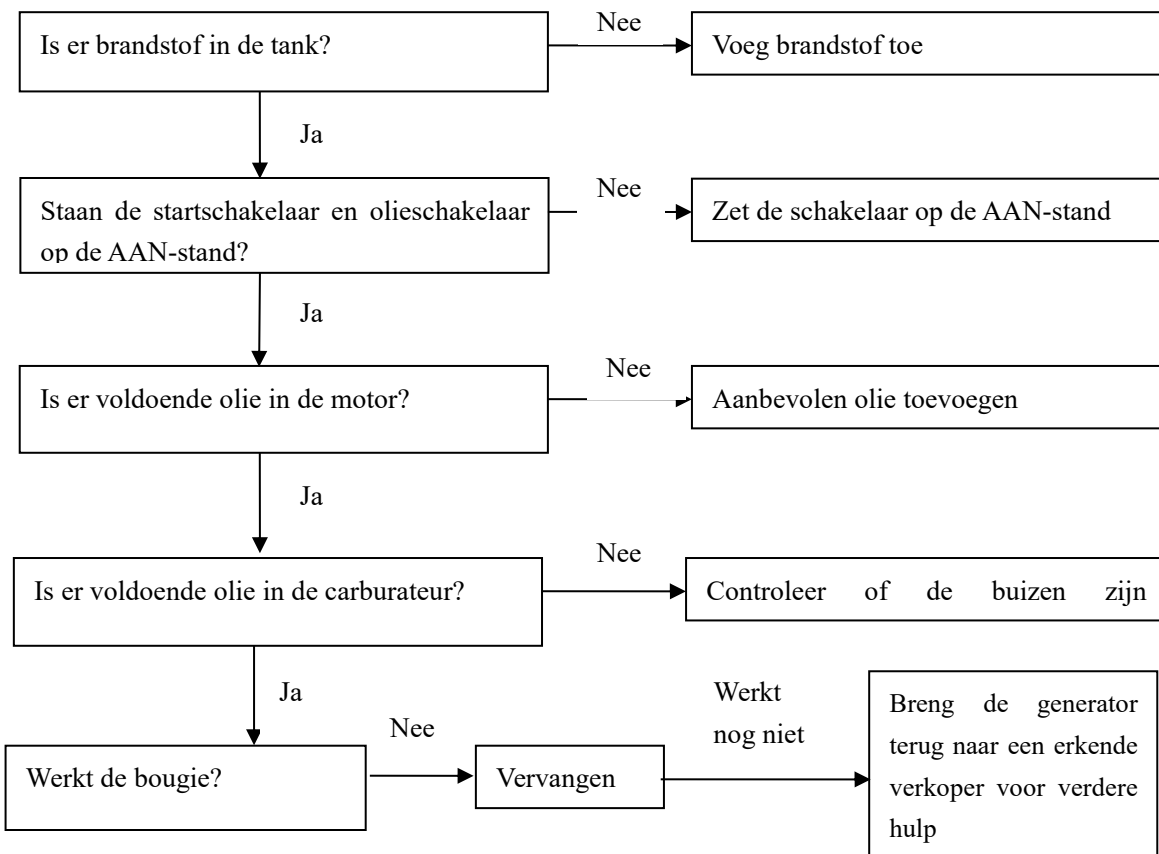 Is er brandstof in de tank?
Nee
Voeg brandstof toe
Ja
Staan de startschakelaar en olieschakelaar
op de AAN-stand?
Nee
Zet de schakelaar op de AAN-stand
Ja
Is er voldoende olie in de motor?
Nee
Aanbevolen olie toevoegen
Ja
Is er voldoende olie in de carburateur?
Nee
Controleer of de buizen zijn
Ja
Werkt de bougie?
Nee
Vervangen
Werkt
nog niet
Breng de generator
terug naar een erkende
verkoper voor verdere
hulp